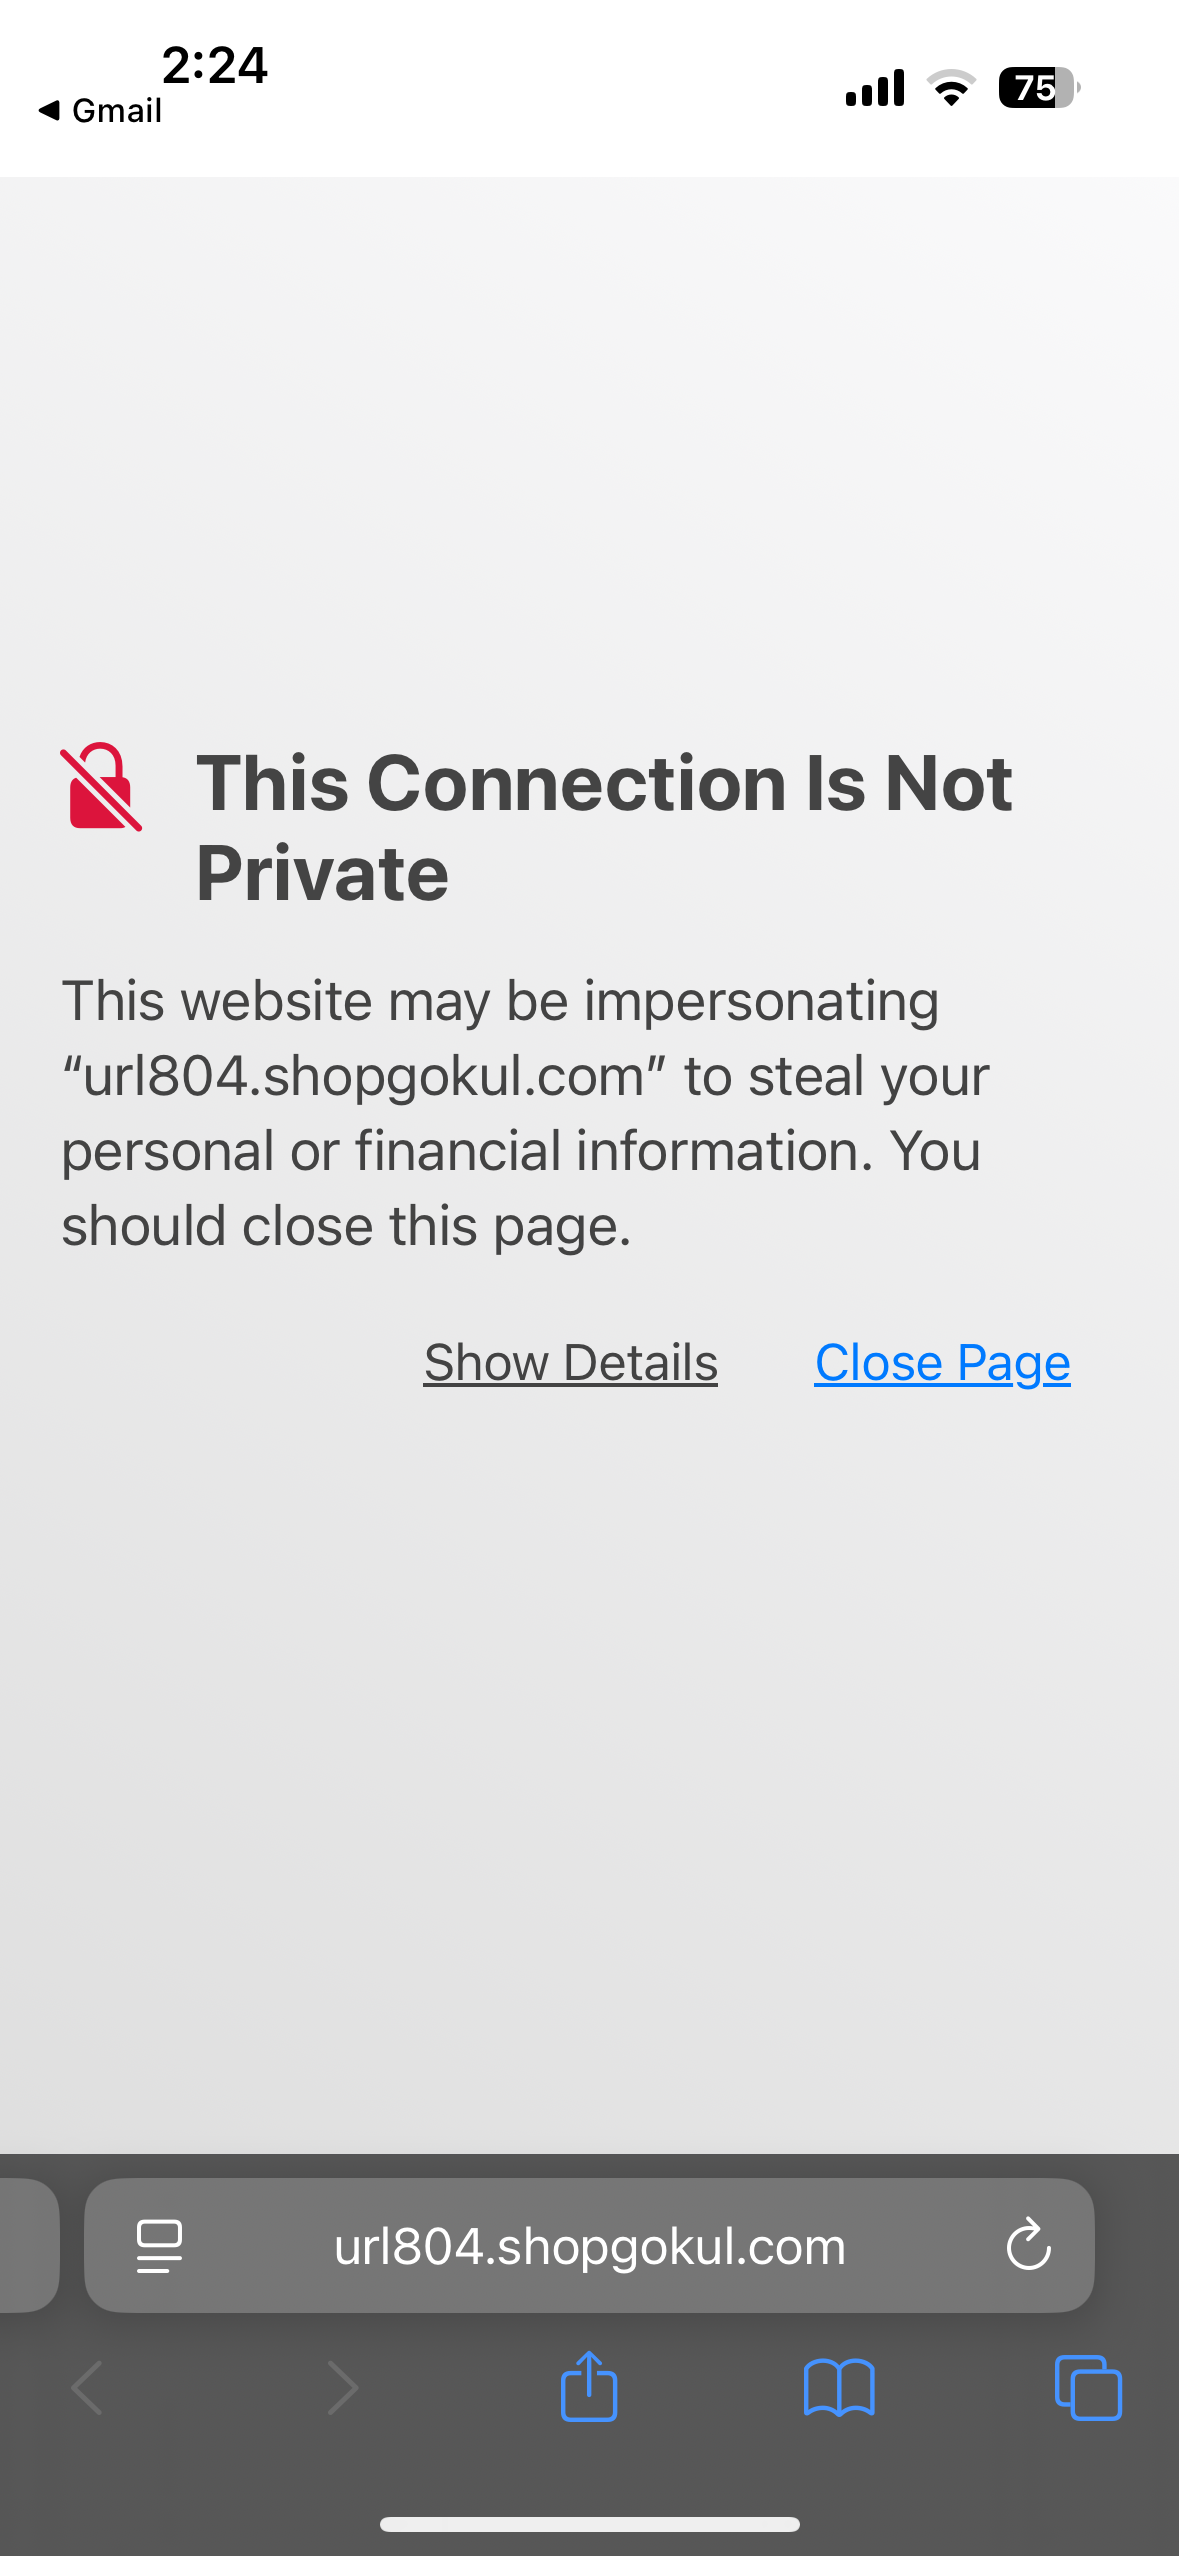 2:24
◀ Gmail
75
This Connection Is Not
Private
This website may be impersonating
“url804.shopgokul.com” to steal your
personal or financial information. You
should close this page.
Show Details Close Page
url804.shopgokul.com